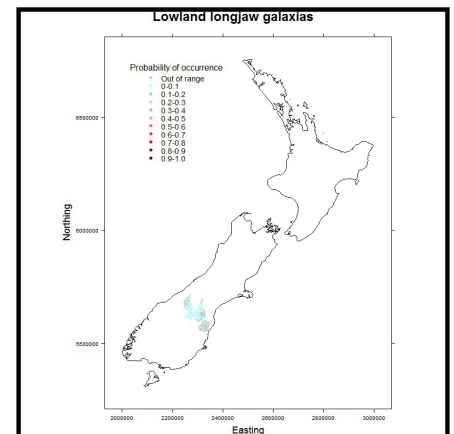 Lowland longjaw galaxias
Probability of occurrence
Out of range
0-0.1
0.1-0.2
0.2-0.3
0.3-0.4
0.4-0.5
0.5-0.6
0.6-0.7
0.7-0.8
0.8-0.9
0.9-1.0
6500000
6000000
5500000
Northing
2000000 2200000 2400000 2600000 2800000 3000000
Easting